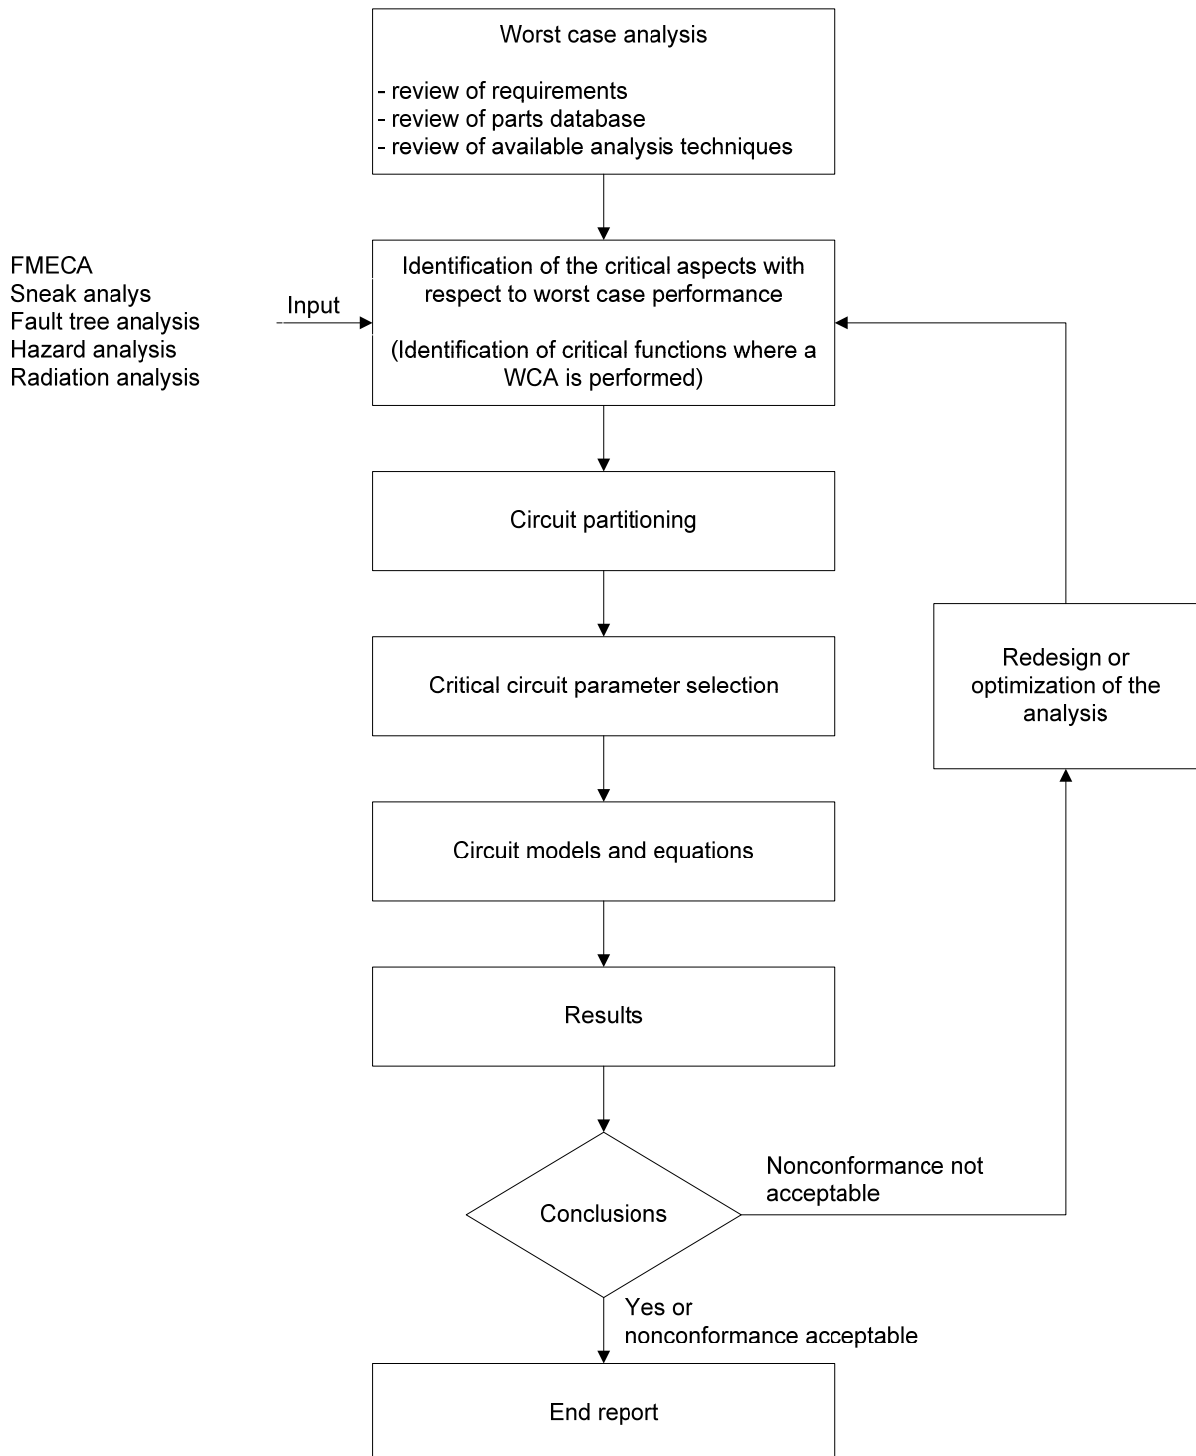 Worst case analysis
- review of requirements
- review of parts database
- review of available analysis techniques
FMECA
Sneak analys
Fault tree analysis
Hazard analysis
Radiation analysis
Input
Identification of the critical aspects with
respect to worst case performance
(Identification of critical functions where a
WCA is performed)
Circuit partitioning
Critical circuit parameter selection
Redesign or
optimization of the
analysis
Circuit models and equations
Results
Conclusions
Nonconformance not
acceptable
Yes or
nonconformance acceptable
End report